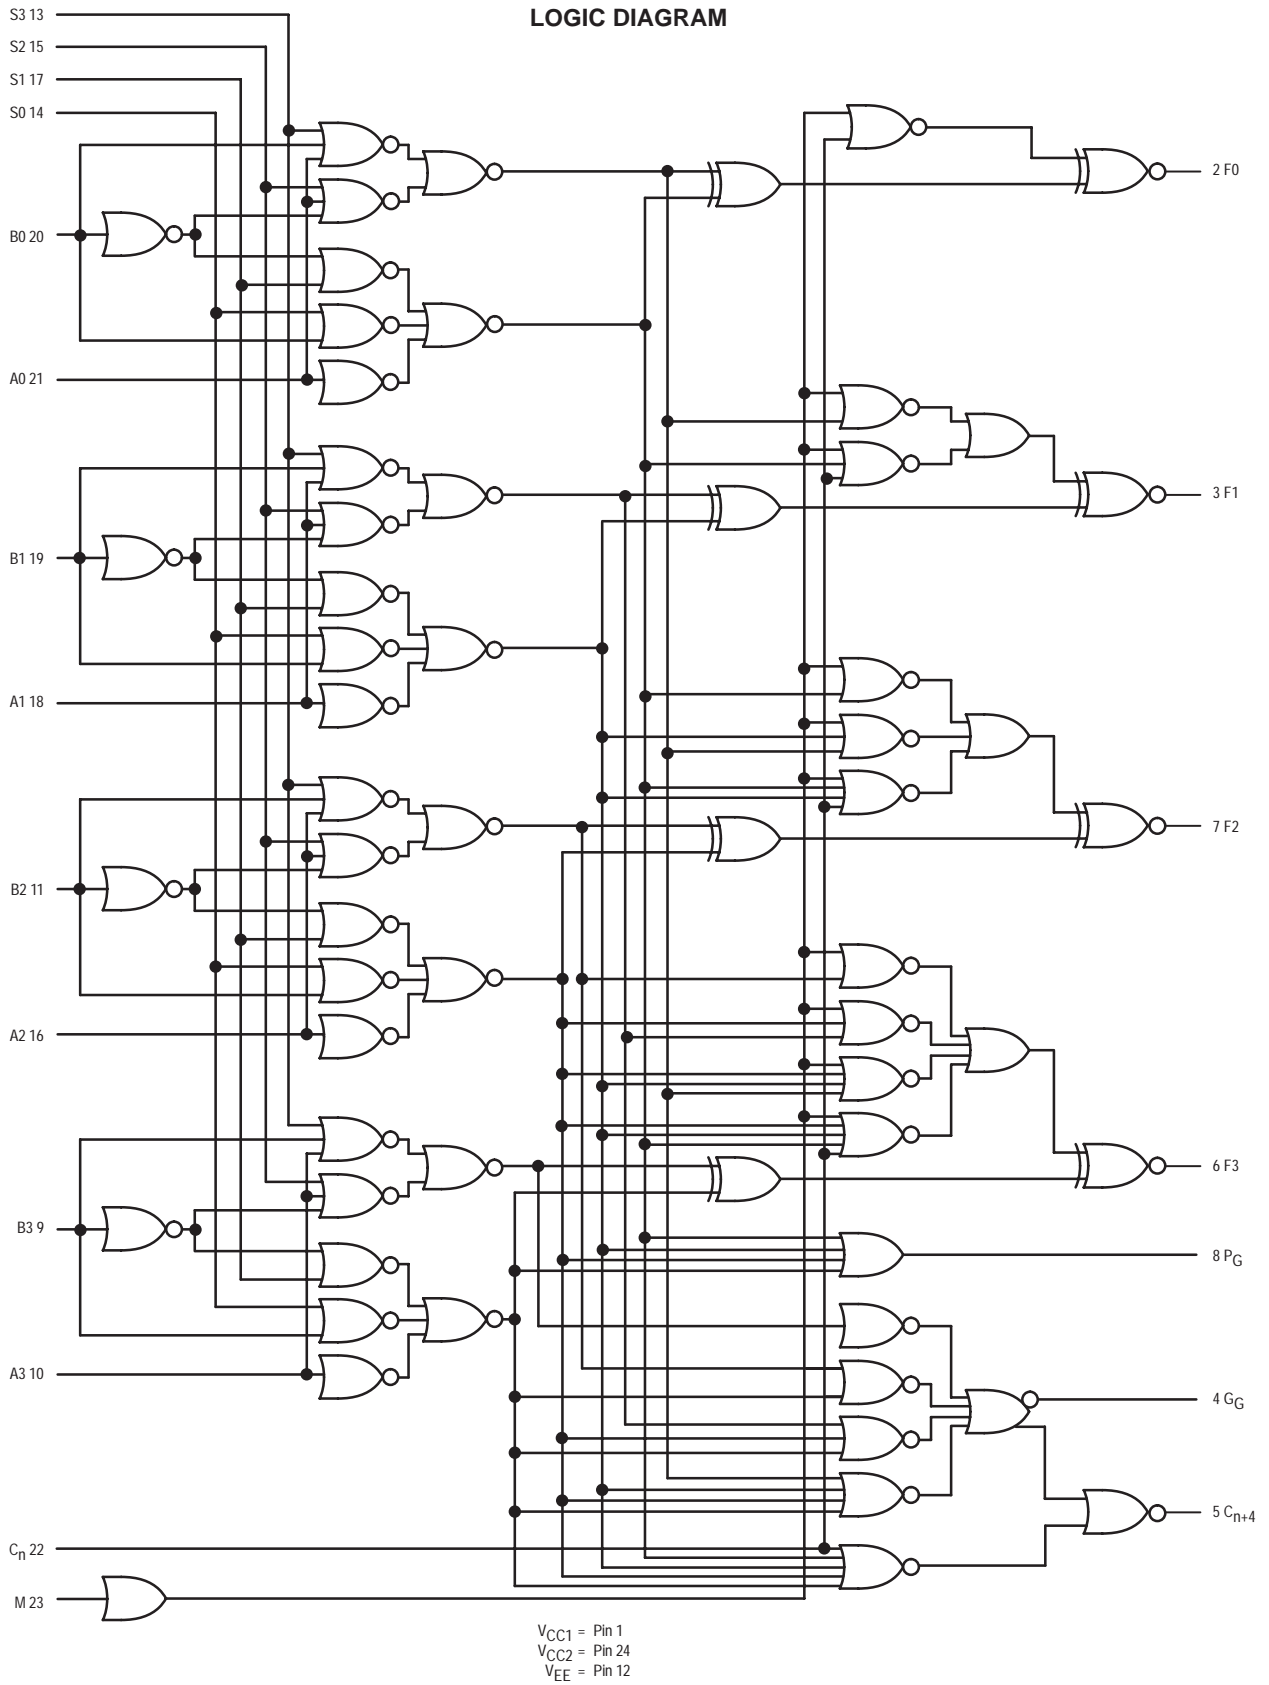 LOGIC DIAGRAM
S3 13
S2 15
S1 17
S0 14
2 F0
B0 20
A0 21
3 F1
B1 19
A1 18
7 F2
B2 11
A2 16
6 F3
B3 9
8 PG
A3 10
4 GG
5 Cn+4
Cn 22
M 23
VCC1 = Pin 1
VCC2 = Pin 24
VEE = Pin 12